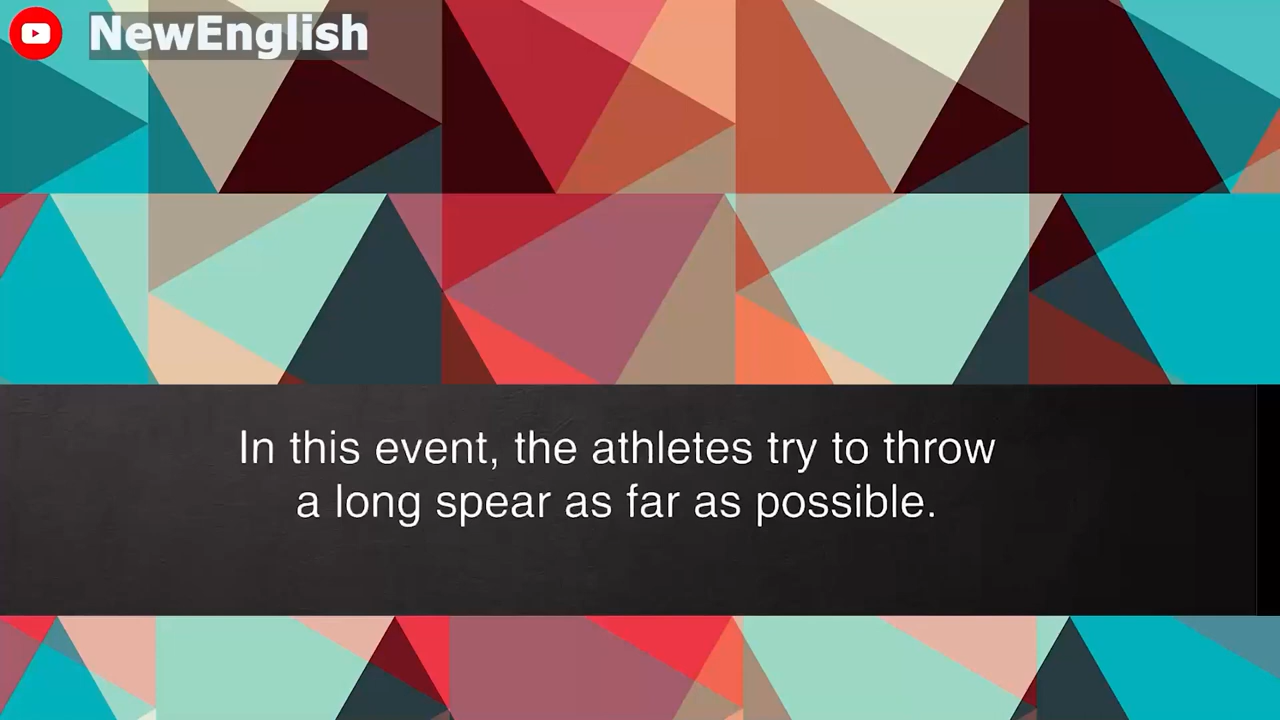 NewEnglish
In this event, the athletes try to throw
a long spear as far as possible.